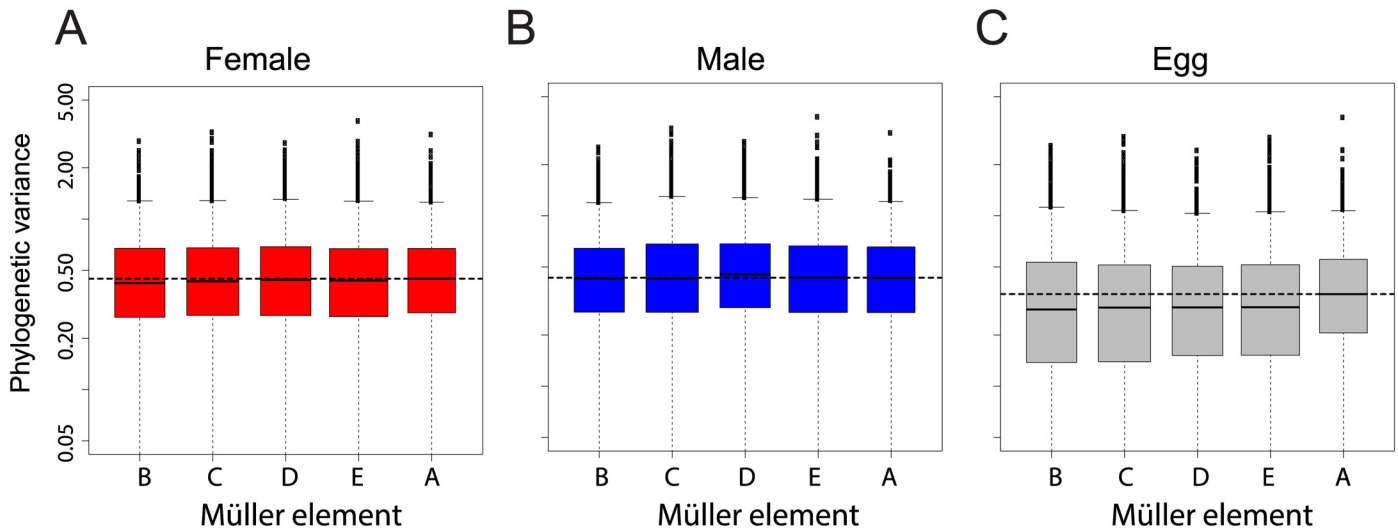 A
B
C
Female
Male
Egg
Phylogenetic variance
5.00
2.00
0.50
0.20
0.05
B C D E A
B C D E A
B C D E A
Müller element
Müller element
Müller element